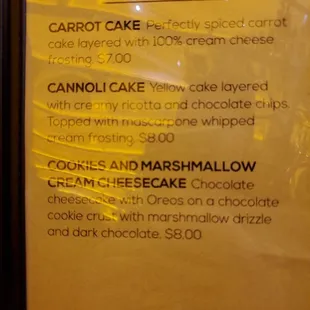 CARROT CAKE Perfectly spiced carrot
cake layered with 100% cream cheese
frosting. $7.00
CANNOLI CAKE Yellow cake layered
with creamy ricotta and chocolate chips.
Topped with mascarpone whipped
cream frosting. $8.00
COOKIES AND MARSHMALLOW
CREAM CHEESECAKE Chocolate
cheesecake with Oreos on a chocolate
cookie crust with marshmallow drizzle
and dark chocolate. $8.00